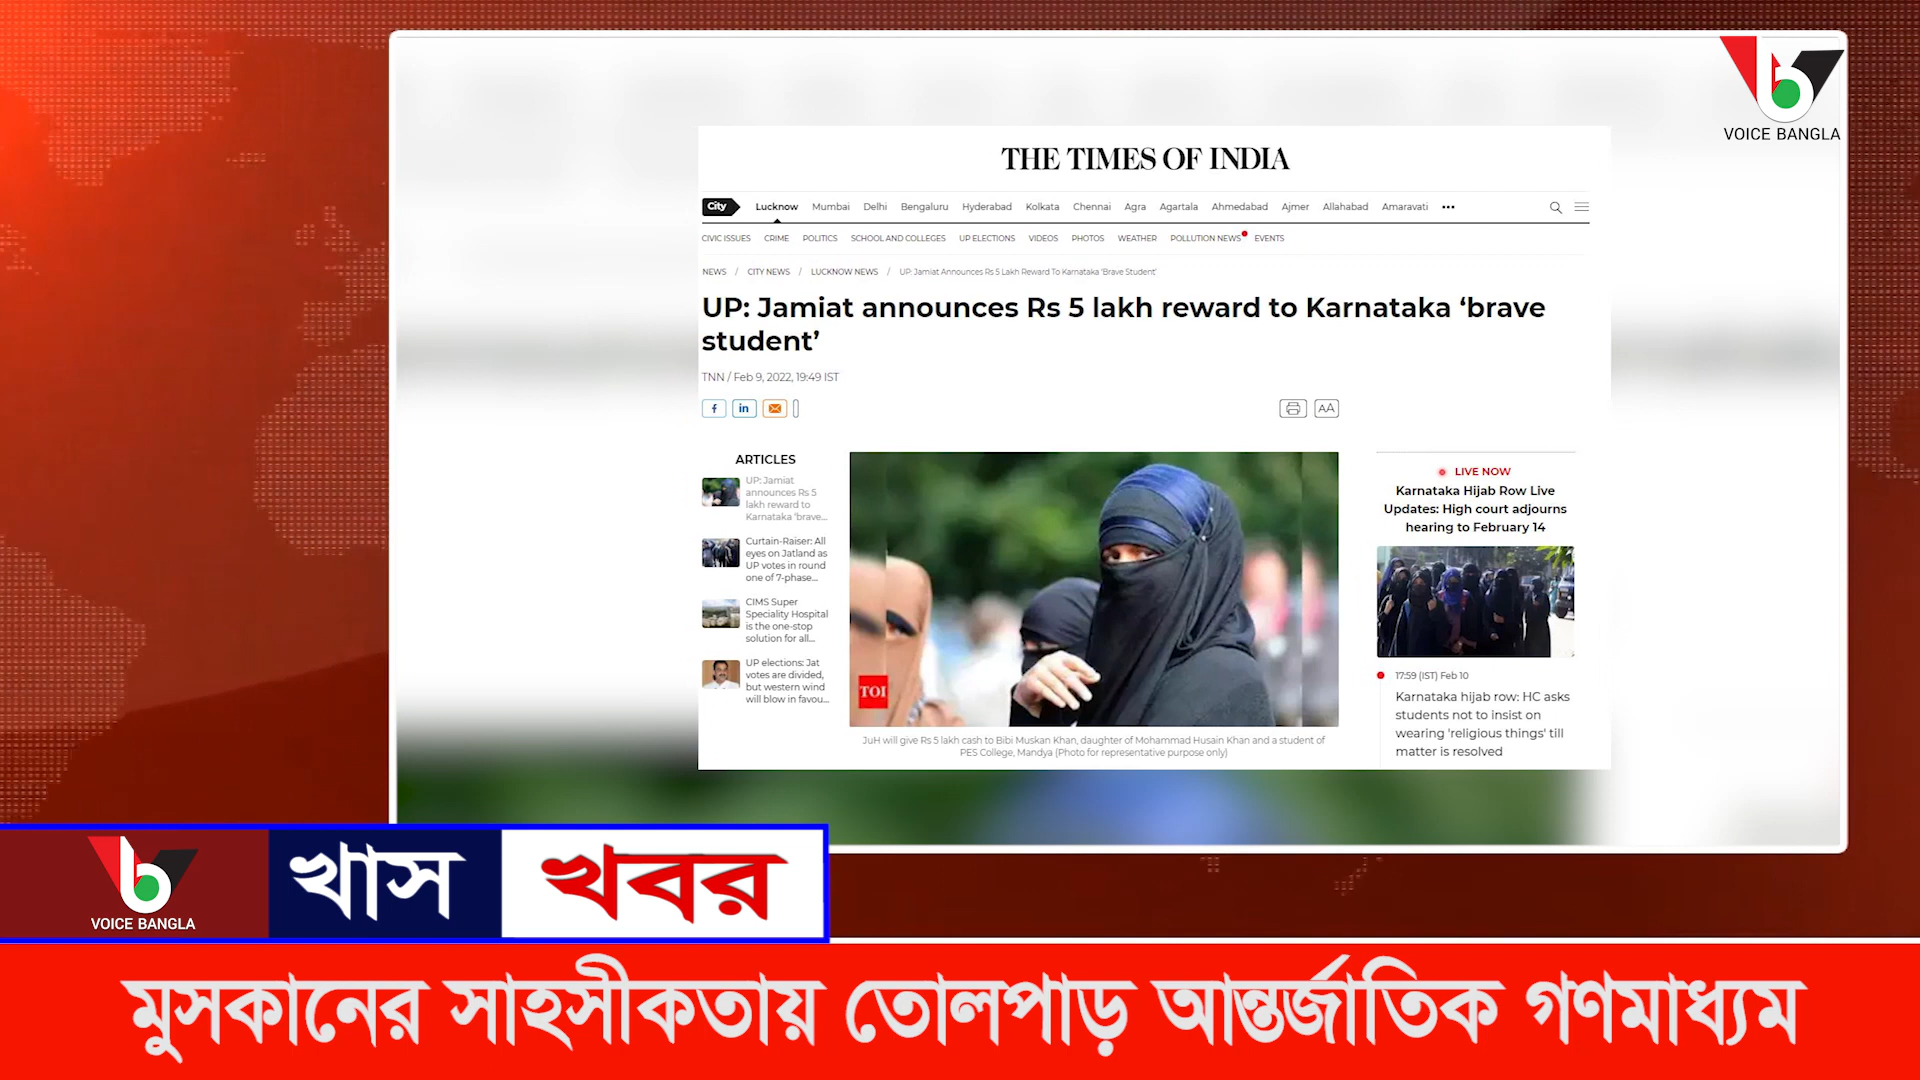 VOICE BANGLA
THE TIMES OF INDIA
City Lucknow Mumbai Delhi Bengaluru Hyderabad Kolkata Chennai Agra Agartala Ahmedabad Ajmer Allahabad Amaravati •••
CIVIC ISSUES CRIME POLITICS SCHOOL AND COLLEGES UP ELECTIONS VIDEOS PHOTOS WEATHER POLLUTION NEWS EVENTS
NEWS / CITY NEWS / LUCKNOW NEWS / UP: Jamiat Announces Rs 5 Lakh Reward To Karnataka ‘Brave Student’
UP: Jamiat announces Rs 5 lakh reward to Karnataka ‘brave
student’
TNN / Feb 9, 2022, 19:49 IST
f in AA
ARTICLES
UP: Jamiat
announces Rs 5
lakh reward to
Karnataka ‘brave...
Curtain-Raiser: All
eyes on Jatland as
UP votes in round
one of 7-phase...
CIMS Super
Speciality Hospital
is the one-stop
solution for all...
UP elections: Jat
votes are divided,
but western wind
will blow in favou...
TOI
JuH will give Rs 5 lakh cash to Bibi Muskan Khan, daughter of Mohammad Husain Khan and a student of
PES College, Mandya (Photo for representative purpose only)
LIVE NOW
Karnataka Hijab Row Live
Updates: High court adjourns
hearing to February 14
17:59 (IST) Feb 10
Karnataka hijab row: HC asks
students not to insist on
wearing 'religious things' till
matter is resolved
VOICE BANGLA
খাস খবর
মুসকানের সাহসীকতায় তোলপাড় আন্তর্জাতিক গণমাধ্যম